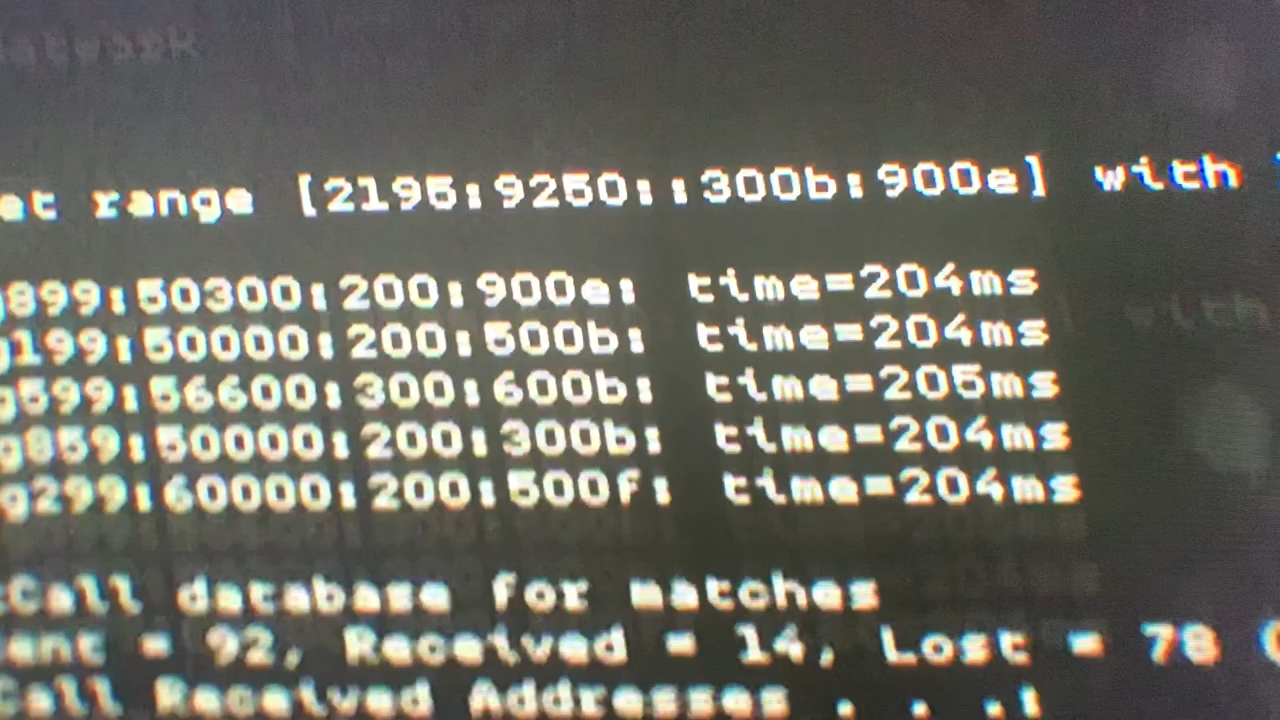 et range [2195:9250::300b:900e] with
g899:50300:200:900e: time=204ms
g199:50000:200:500b: time=204ms
g599:56600:300:600b: time=205ms
g859:50000:200:300b: time=204ms
g299:60000:200:500f: time=204ms
Call database for matches
ent = 92, Received = 14, Lost = 78
Call Received Addresses . . .: